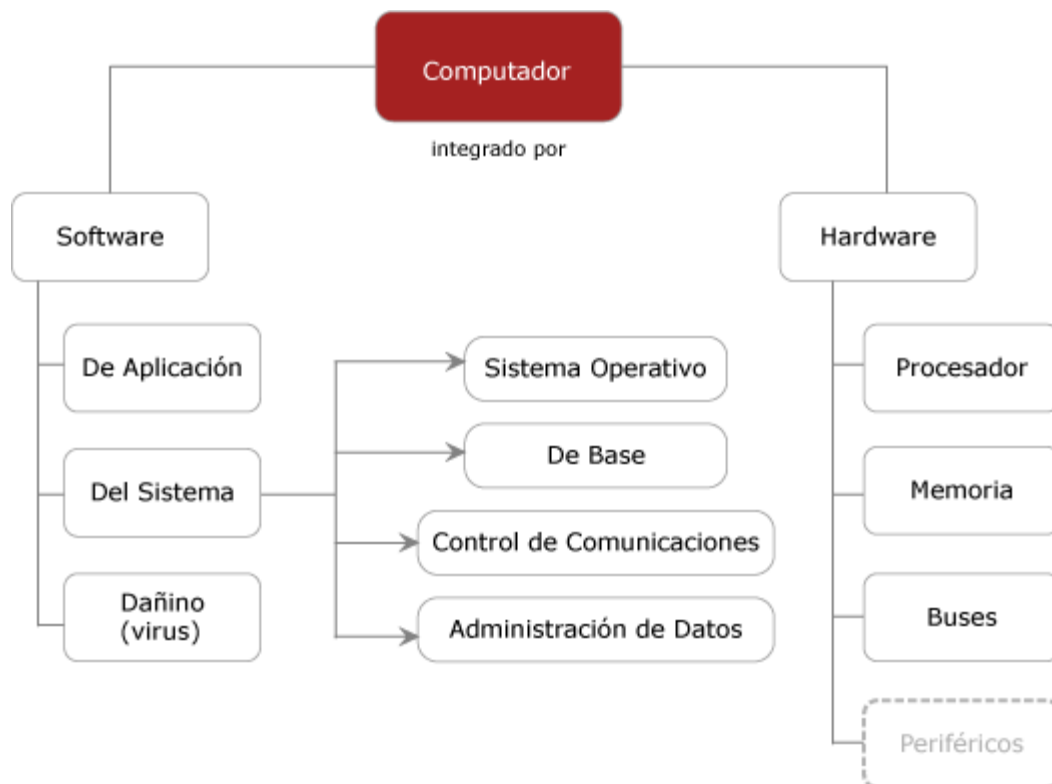 Computador
integrado por
Software
Hardware
De Aplicación
Sistema Operativo
Procesador
De Base
Del Sistema
Memoria
Control de Comunicaciones
Dañino
(virus)
Administración de Datos
Buses
Periféricos